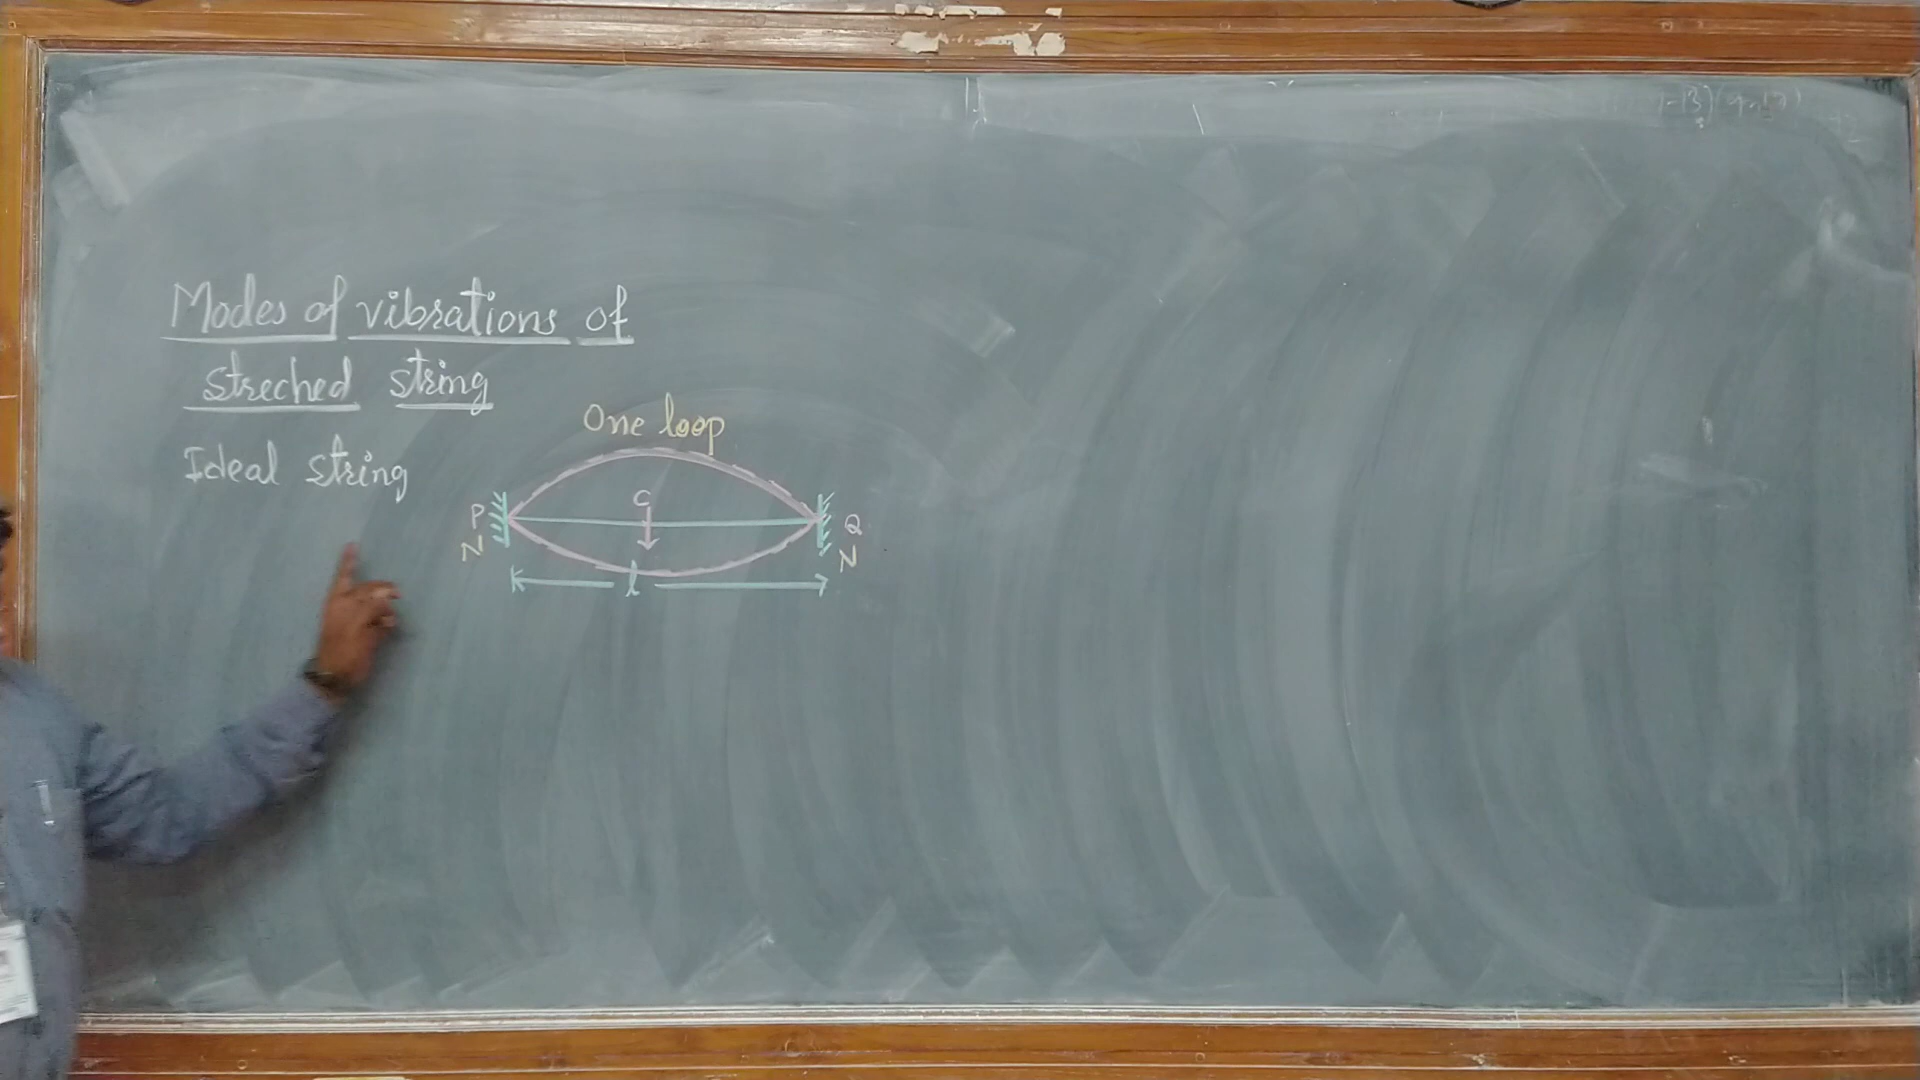 Modes of vibrations of
streched string
Ideal string
One loop
P
C
Q
N
N
l